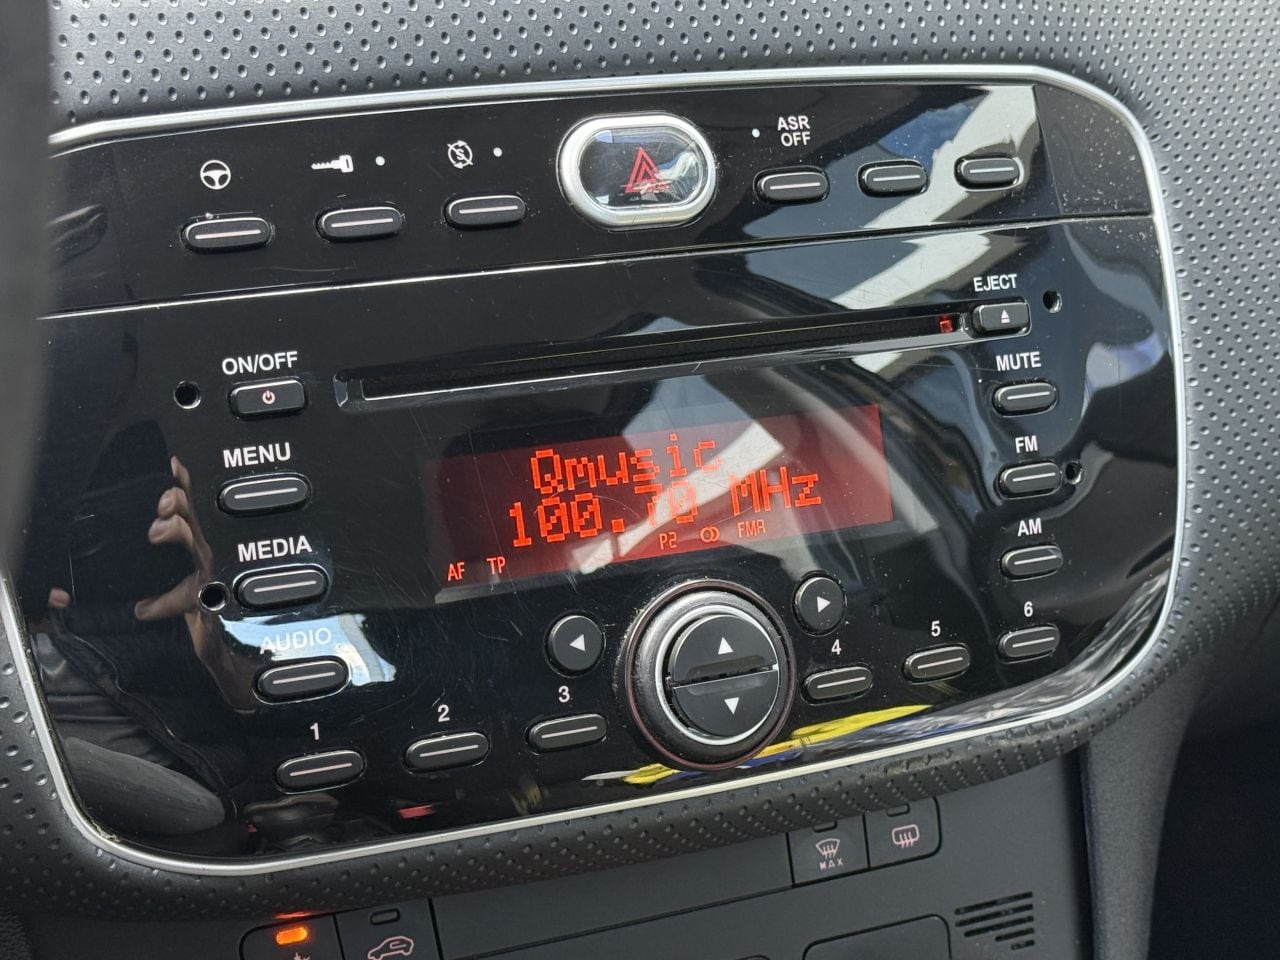 ASR
OFF
EJECT
ON/OFF
MUTE
MENU
FM
Qmusic
100.70 MHz
AF TP P2 FMA
MEDIA
AM
AUDIO
1
2
3
4
5
6
MAX